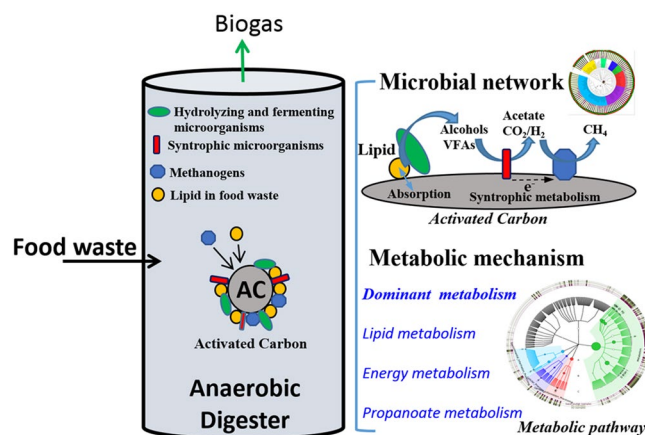 Biogas
Hydrolyzing and fermenting
microorganisms
Syntrophic microorganisms
Methanogens
Lipid in food waste
Food waste
AC
Activated Carbon
Anaerobic
Digester
Microbial network
Lipid
Alcohols
VFAs
Acetate
CO₂/H₂
CH₄
Absorption
e⁻
Syntrophic metabolism
Activated Carbon
Metabolic mechanism
Dominant metabolism
Lipid metabolism
Energy metabolism
Propanoate metabolism
Metabolic pathway